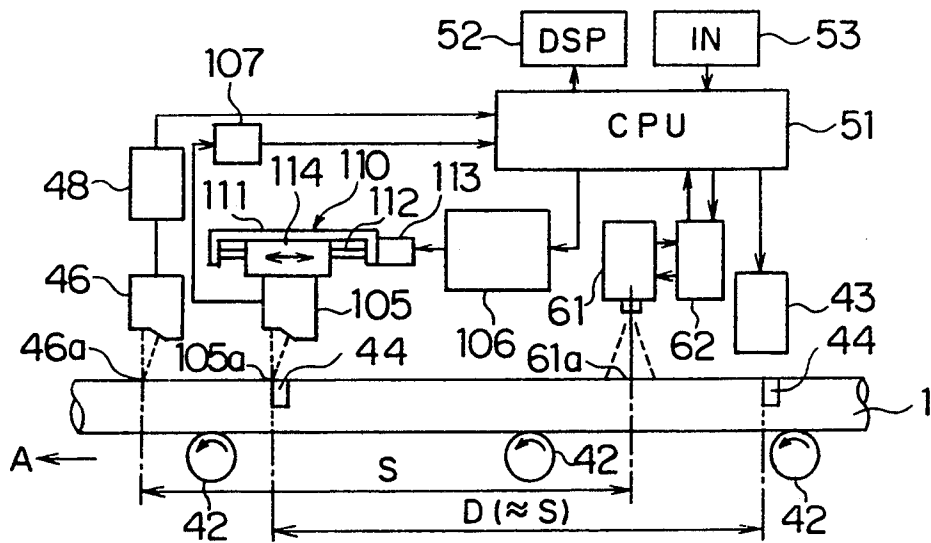 52 DSP IN 53
107
CPU 51
48 111 114 110 112 113
46 105 106 61 62 43
46a 105a 44 61a 44
1
A S 42
42 D (≈ S) 42